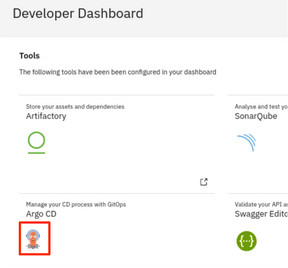 Developer Dashboard
Tools
The following tools have been been configured in your dashboard
Store your assets and dependencies
Artifactory
Analyse and test yo
SonarQube
Manage your CD process with GitOps
Argo CD
Validate your API a
Swagger Edito
{···}